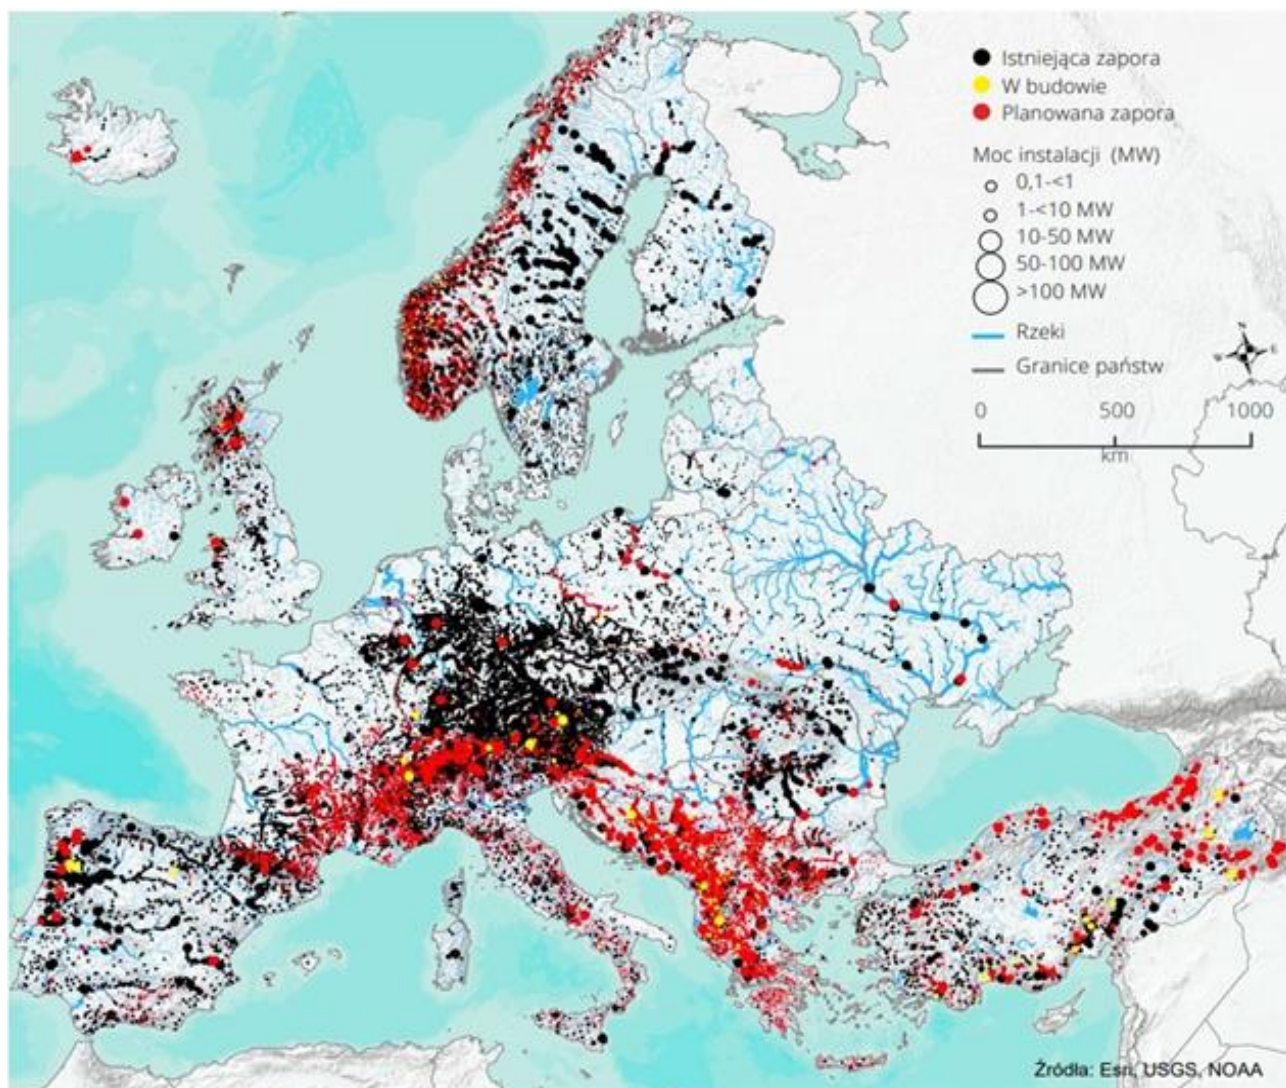 Istniejąca zapora
W budowie
Planowana zapora
Moc instalacji (MW)
0,1-<1
1-<10 MW
10-50 MW
50-100 MW
>100 MW
Rzeki
Granice państw
N
W E
S
0 500 1000
km
Źródła: Esri, USGS, NOAA